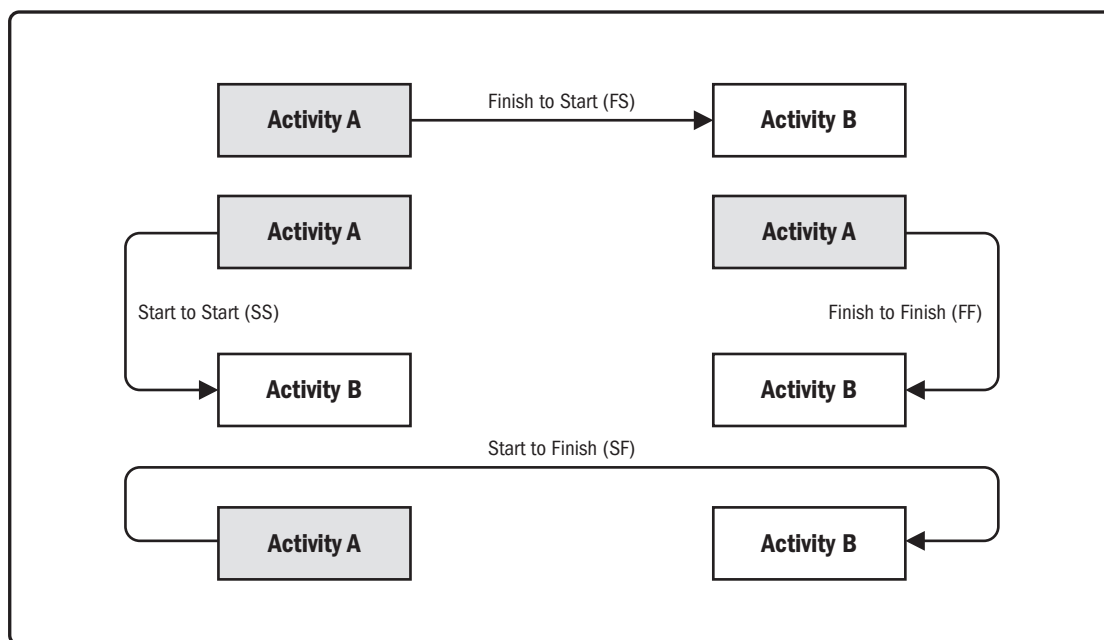 Finish to Start (FS)
Activity A
Activity B
Activity A
Activity A
Start to Start (SS)
Finish to Finish (FF)
Activity B
Activity B
Start to Finish (SF)
Activity A
Activity B